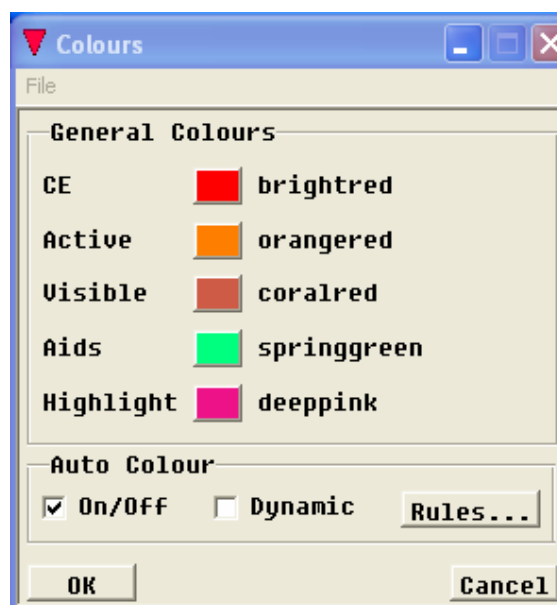 Colours
File
General Colours
CE brightred
Active orangered
Visible coralred
Aids springgreen
Highlight deeppink
Auto Colour
On/Off Dynamic Rules...
OK Cancel